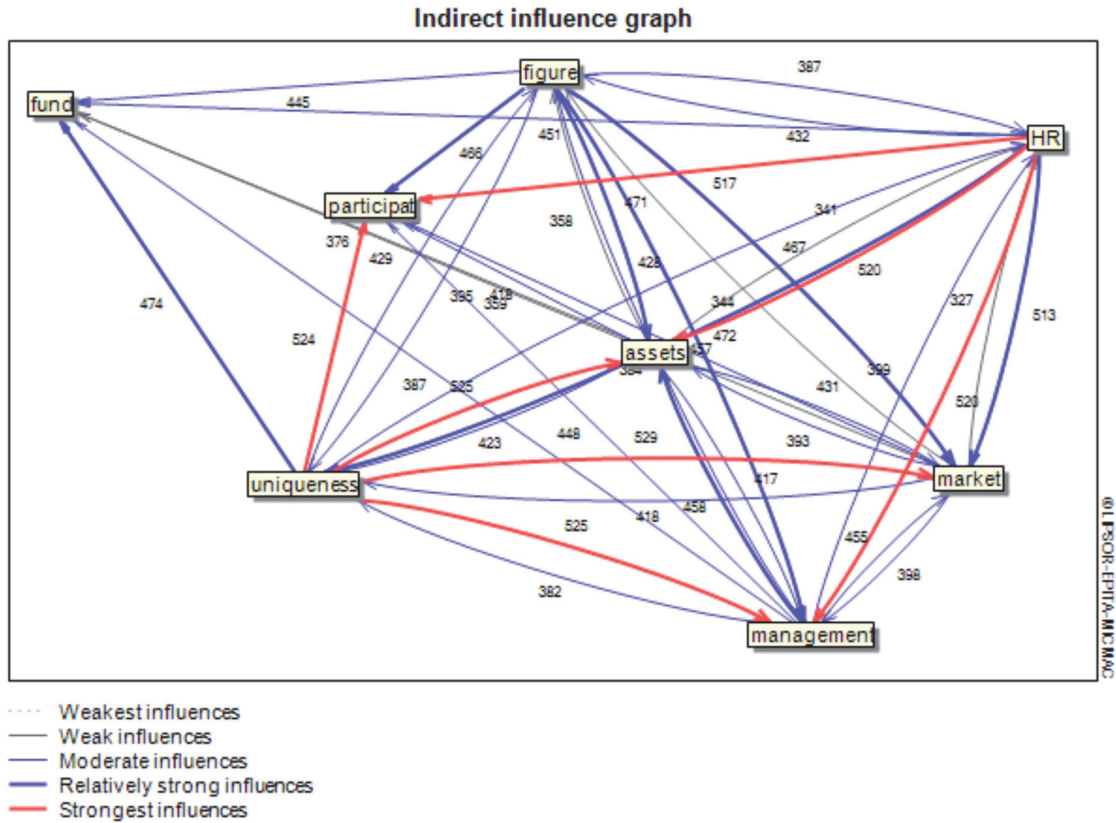 Indirect influence graph
figure
387
fund
445
451
432
HR
466
517
participat
471
341
358
376
429
428
467
520
395
418
359
344
327
474
513
524
472
assets
387
525
431
399
520
423
448
529
393
uniqueness
417
market
525
418
458
455
382
398
management
@LIPSOR-EPITA-MICMAC
Weakest influences
Weak influences
Moderate influences
Relatively strong influences
Strongest influences